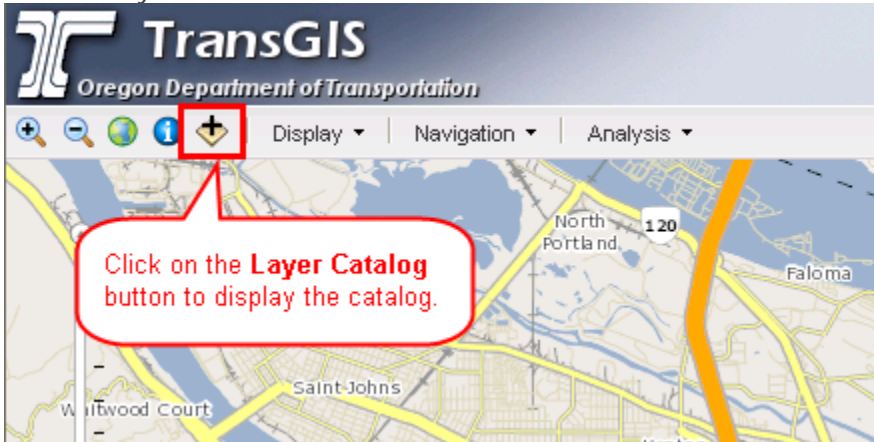 TransGIS
Oregon Department of Transportation
Display
Navigation
Analysis
North
Portland
120
Click on the Layer Catalog
button to display the catalog.
Faloma
Saint Johns
Whitwood Court